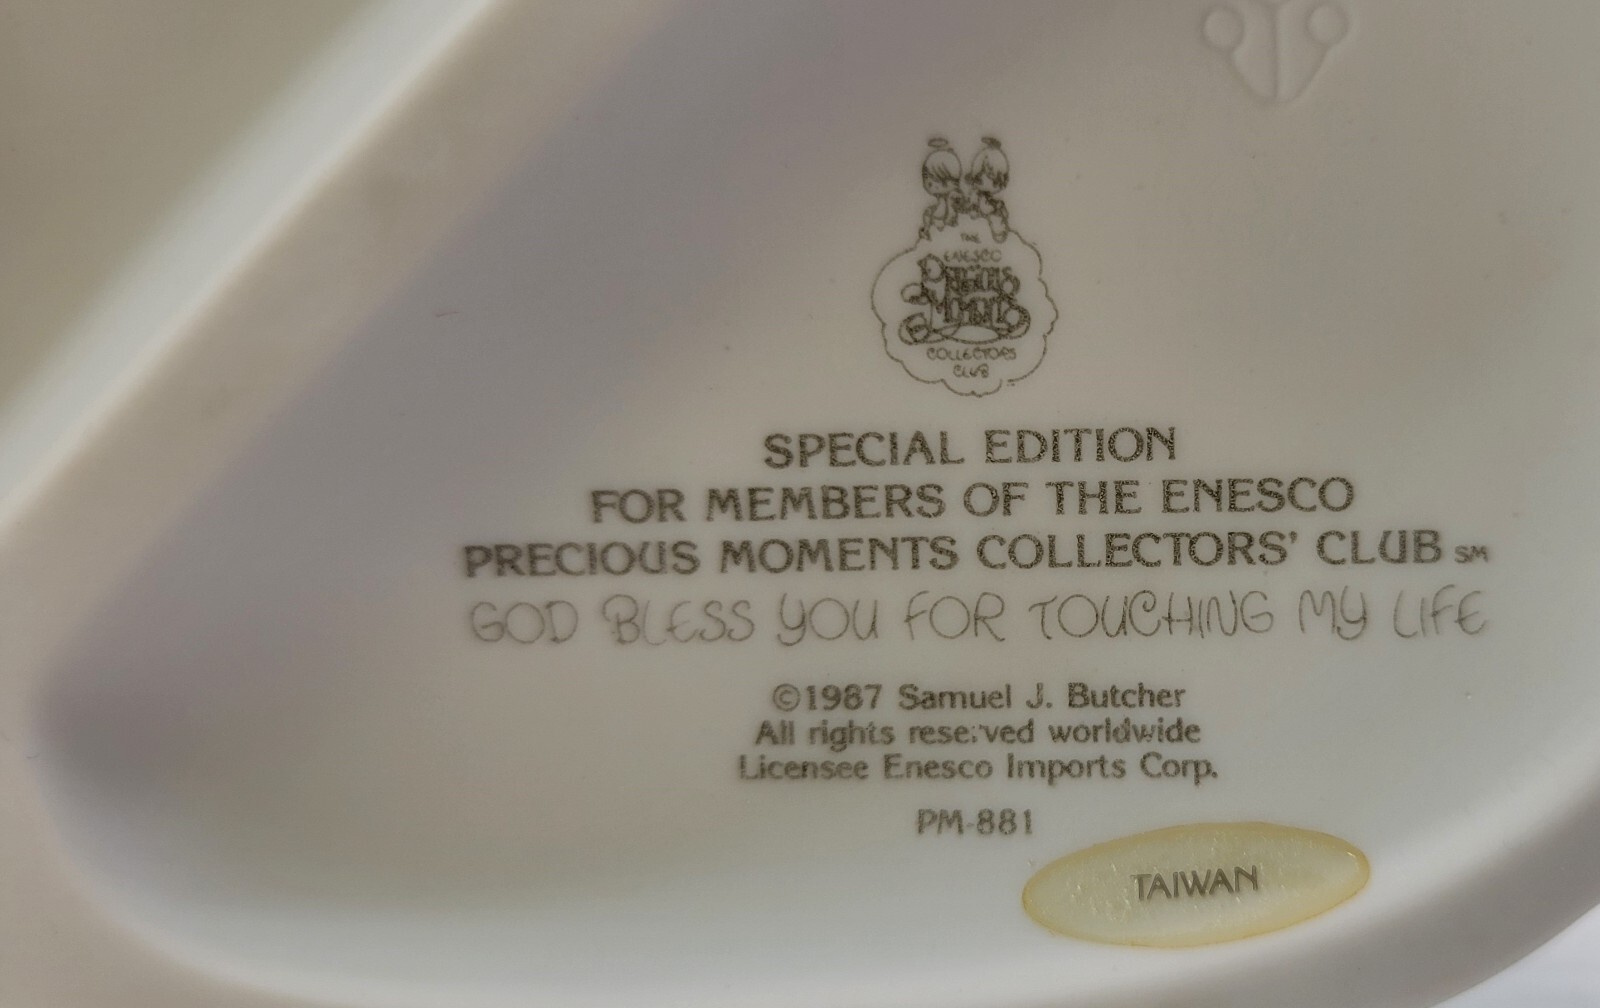 THE
ENESCO
Precious
Moments
COLLECTORS
CLUB
SPECIAL EDITION
FOR MEMBERS OF THE ENESCO
PRECIOUS MOMENTS COLLECTORS' CLUB SM
GOD BLESS YOU FOR TOUCHING MY LIFE
©1987 Samuel J. Butcher
All rights reserved worldwide
Licensee Enesco Imports Corp.
PM-881
TAIWAN